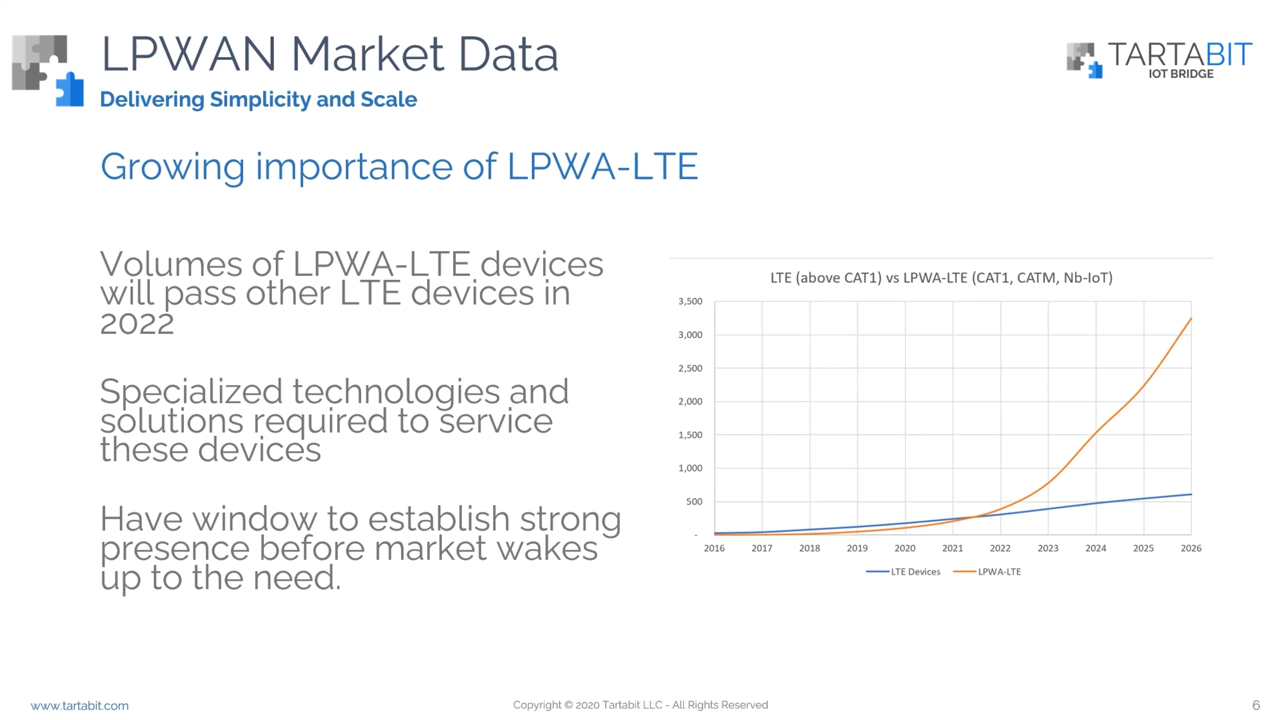 LPWAN Market Data
Delivering Simplicity and Scale
TARTABIT
IOT BRIDGE
Growing importance of LPWA-LTE
Volumes of LPWA-LTE devices
will pass other LTE devices in
2022
Specialized technologies and
solutions required to service
these devices
Have window to establish strong
presence before market wakes
up to the need.
LTE (above CAT1) vs LPWA-LTE (CAT1, CATM, Nb-IoT)
3,500
3,000
2,500
2,000
1,500
1,000
500
-
2016 2017 2018 2019 2020 2021 2022 2023 2024 2025 2026
LTE Devices LPWA-LTE
www.tartabit.com
Copyright © 2020 Tartabit LLC - All Rights Reserved
6